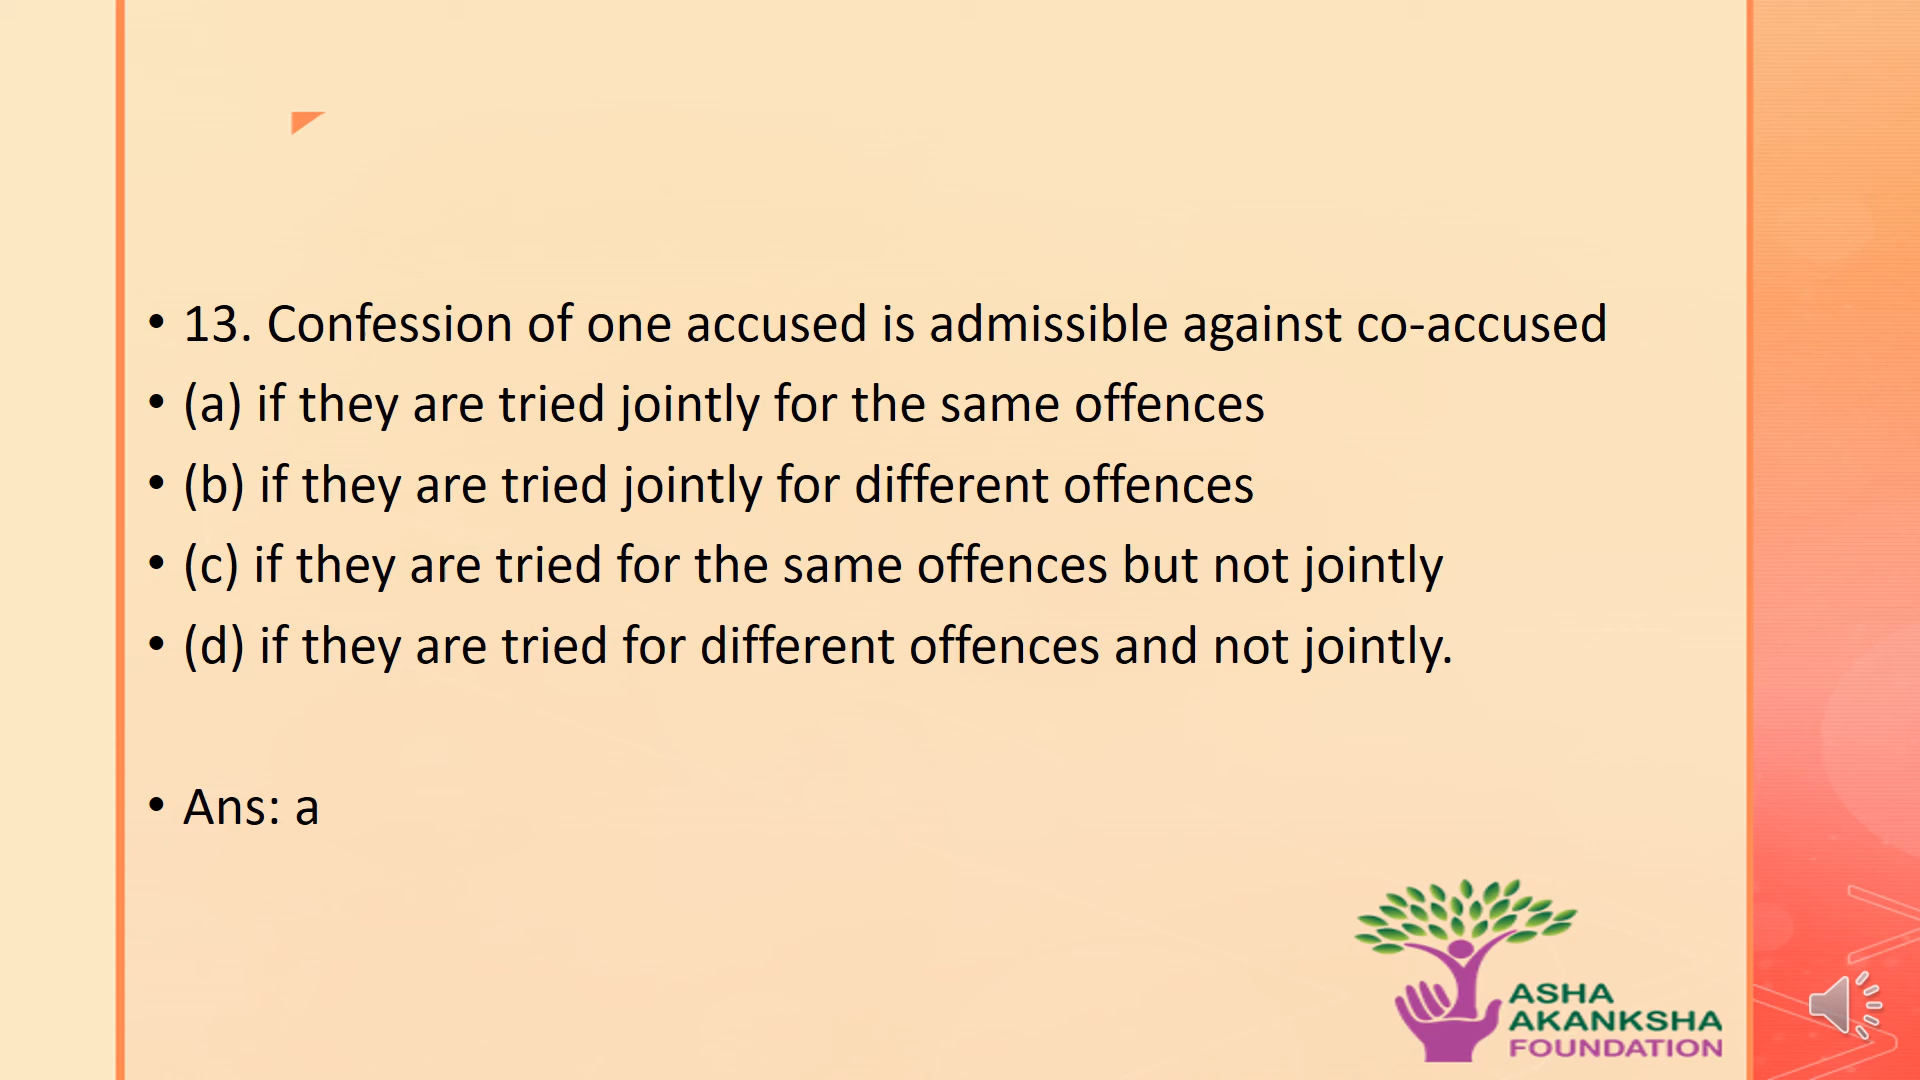 • 13. Confession of one accused is admissible against co-accused
• (a) if they are tried jointly for the same offences
• (b) if they are tried jointly for different offences
• (c) if they are tried for the same offences but not jointly
• (d) if they are tried for different offences and not jointly.
• Ans: a
ASHA
AKANKSHA
FOUNDATION